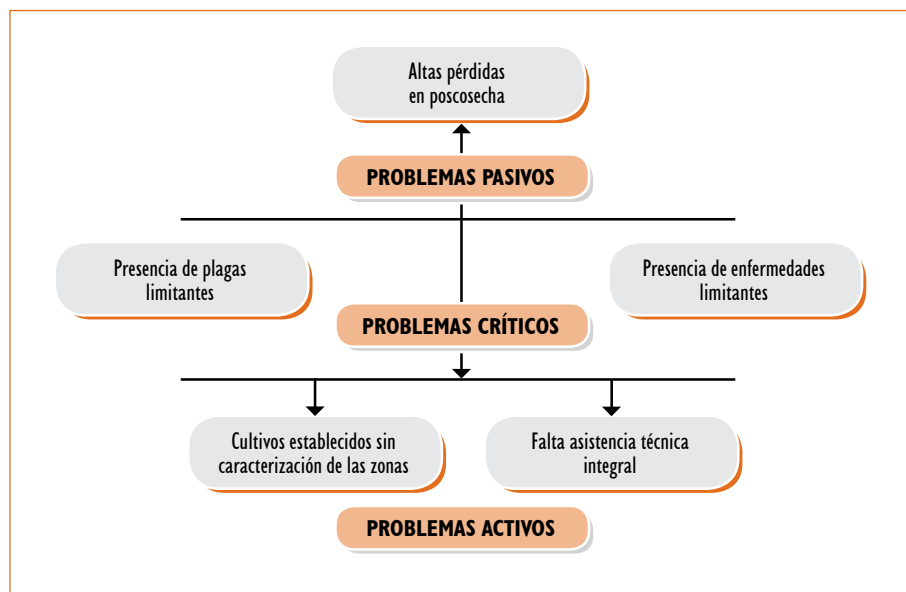 Altas pérdidas
en poscosecha
PROBLEMAS PASIVOS
Presencia de plagas
limitantes
Presencia de enfermedades
limitantes
PROBLEMAS CRÍTICOS
Cultivos establecidos sin
caracterización de las zonas
Falta asistencia técnica
integral
PROBLEMAS ACTIVOS